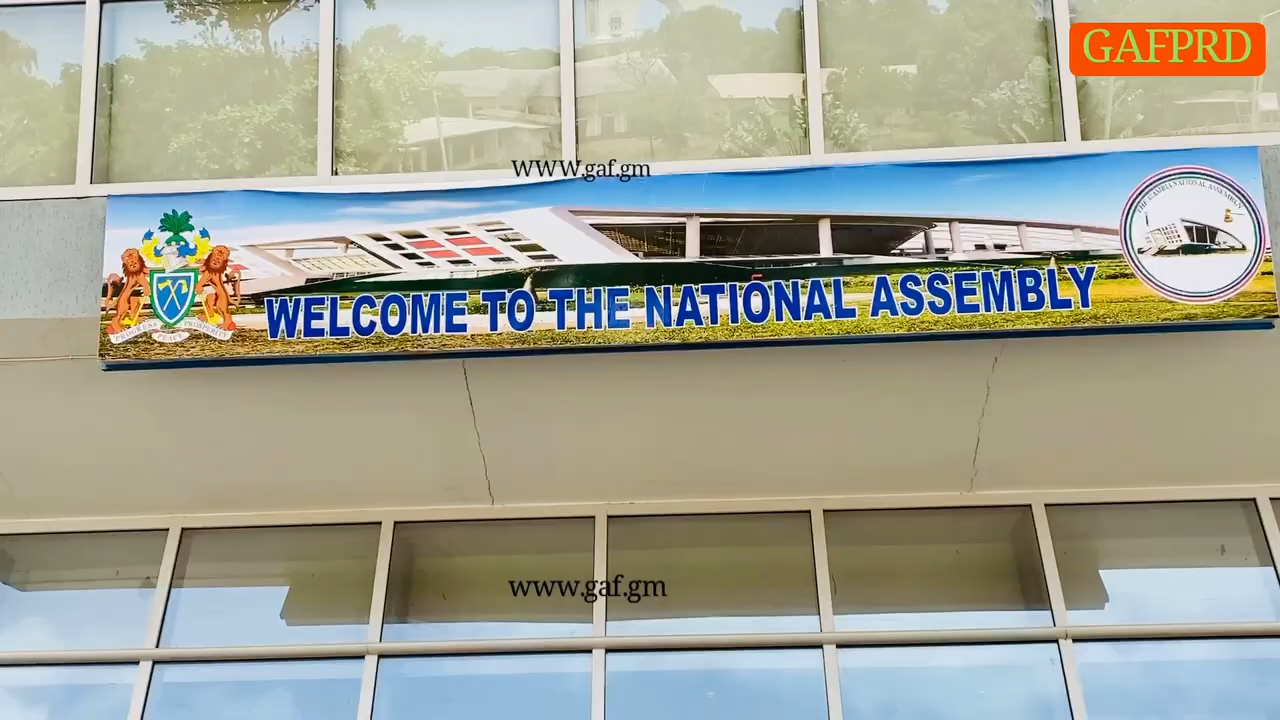 GAFPRD
www.gaf.gm
THE GAMBIA NATIONAL ASSEMBLY
WELCOME TO THE NATIONAL ASSEMBLY
PROGRESS PEACE PROSPERITY
www.gaf.gm